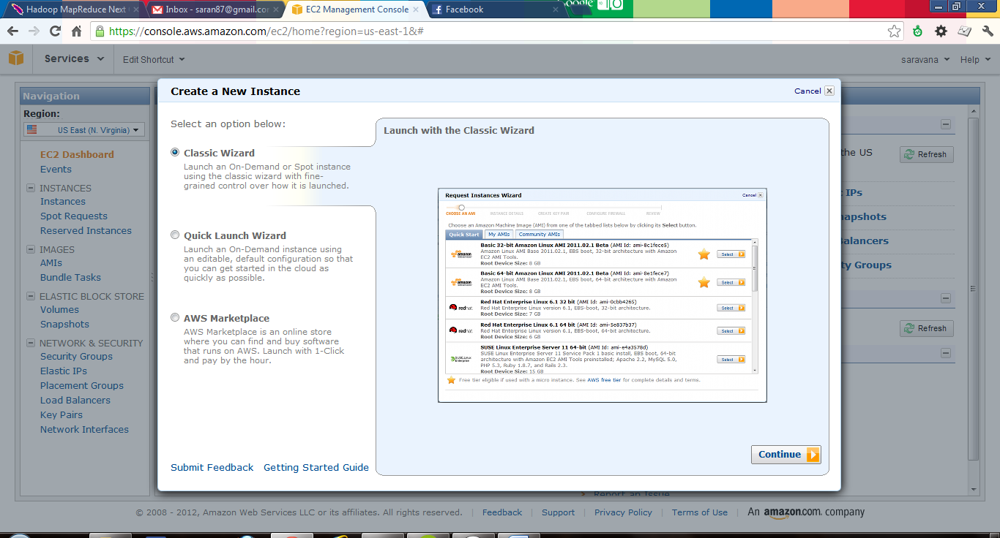 Hadoop MapReduce Next
Inbox - saran87@gmail.co
EC2 Management Console
Facebook
https://console.aws.amazon.com/ec2/home?region=us-east-1&#
Services
Edit Shortcut
saravana
Help
Navigation
Region:
US East (N. Virginia)
EC2 Dashboard
Events
INSTANCES
Instances
Spot Requests
Reserved Instances
IMAGES
AMIs
Bundle Tasks
ELASTIC BLOCK STORE
Volumes
Snapshots
NETWORK & SECURITY
Security Groups
Elastic IPs
Placement Groups
Load Balancers
Key Pairs
Network Interfaces
Create a New Instance
Cancel
Select an option below:
Classic Wizard
Launch an On-Demand or Spot instance
using the classic wizard with fine-
grained control over how it is launched.
Quick Launch Wizard
Launch an On-Demand instance using
an editable, default configuration so that
you can get started in the cloud as
quickly as possible.
AWS Marketplace
AWS Marketplace is an online store
where you can find and buy software
that runs on AWS. Launch with 1-Click
and pay by the hour.
Submit Feedback Getting Started Guide
Launch with the Classic Wizard
Request Instances Wizard
Cancel
CHOOSE AN AMI INSTANCE DETAILS CREATE KEY PAIR CONFIGURE FIREWALL REVIEW
Choose an Amazon Machine Image (AMI) from one of the tabbed lists below by clicking its Select button.
Quick Start My AMIs Community AMIs
Basic 32-bit Amazon Linux AMI 2011.02.1 Beta (AMI Id: ami-8c1fece5)
Amazon Linux AMI Base 2011.02.1, EBS boot, 32-bit architecture with Amazon
EC2 AMI Tools.
Root Device Size: 8 GB
Select
Basic 64-bit Amazon Linux AMI 2011.02.1 Beta (AMI Id: ami-8e1fece7)
Amazon Linux AMI Base 2011.02.1, EBS boot, 64-bit architecture with Amazon
EC2 AMI Tools.
Root Device Size: 8 GB
Select
redhat
Red Hat Enterprise Linux 6.1 32 bit (AMI Id: ami-0cbb4265)
Red Hat Enterprise Linux version 6.1, EBS-boot, 32-bit architecture.
Root Device Size: 7 GB
Select
redhat
Red Hat Enterprise Linux 6.1 64 bit (AMI Id: ami-5e837b37)
Red Hat Enterprise Linux version 6.1, EBS-boot, 64-bit architecture.
Root Device Size: 6 GB
Select
SUSE Linux Enterprise
SUSE Linux Enterprise Server 11 64-bit (AMI Id: ami-e4a3578d)
SUSE Linux Enterprise Server 11 Service Pack 1 basic install, EBS boot, 64-bit
architecture with Amazon EC2 AMI Tools preinstalled; Apache 2.2, MySQL 5.0,
PHP 5.3, Ruby 1.8.7, and Rails 2.3.
Root Device Size: 15 GB
Select
Free tier eligible if used with a micro instance. See AWS free tier for complete details and terms.
Continue
the US
Refresh
IPs
napshots
Balancers
ty Groups
Refresh
Report an Issue
© 2008 - 2012, Amazon Web Services LLC or its affiliates. All rights reserved. Feedback Support Privacy Policy Terms of Use An amazon.com. company